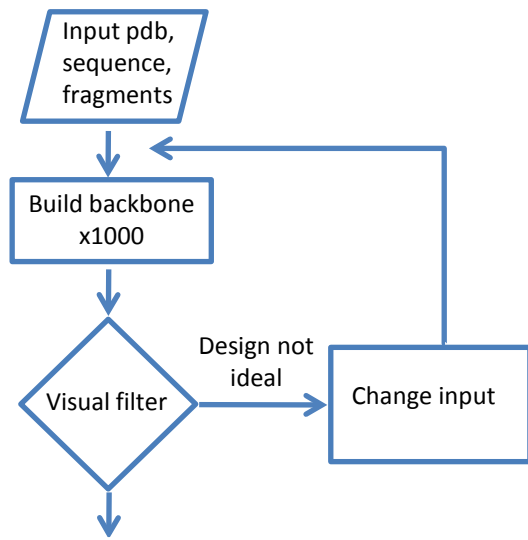 Input pdb,
sequence,
fragments
Build backbone
x1000
Visual filter
Design not
ideal
Change input